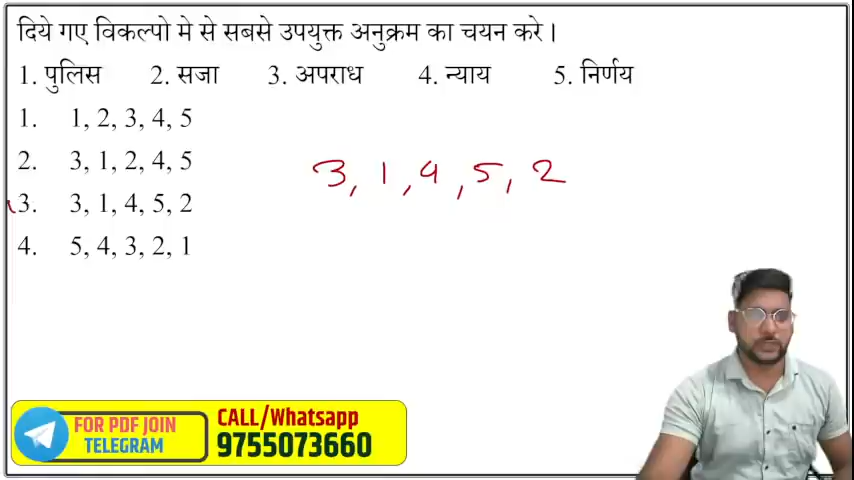 दिये गए विकल्पो मे से सबसे उपयुक्त अनुक्रम का चयन करे।
1. पुलिस 2. सजा 3. अपराध 4. न्याय 5. निर्णय
1. 1, 2, 3, 4, 5
2. 3, 1, 2, 4, 5
3. 3, 1, 4, 5, 2
4. 5, 4, 3, 2, 1
3, 1, 4, 5, 2
FOR PDF JOIN
TELEGRAM
CALL/Whatsapp
9755073660